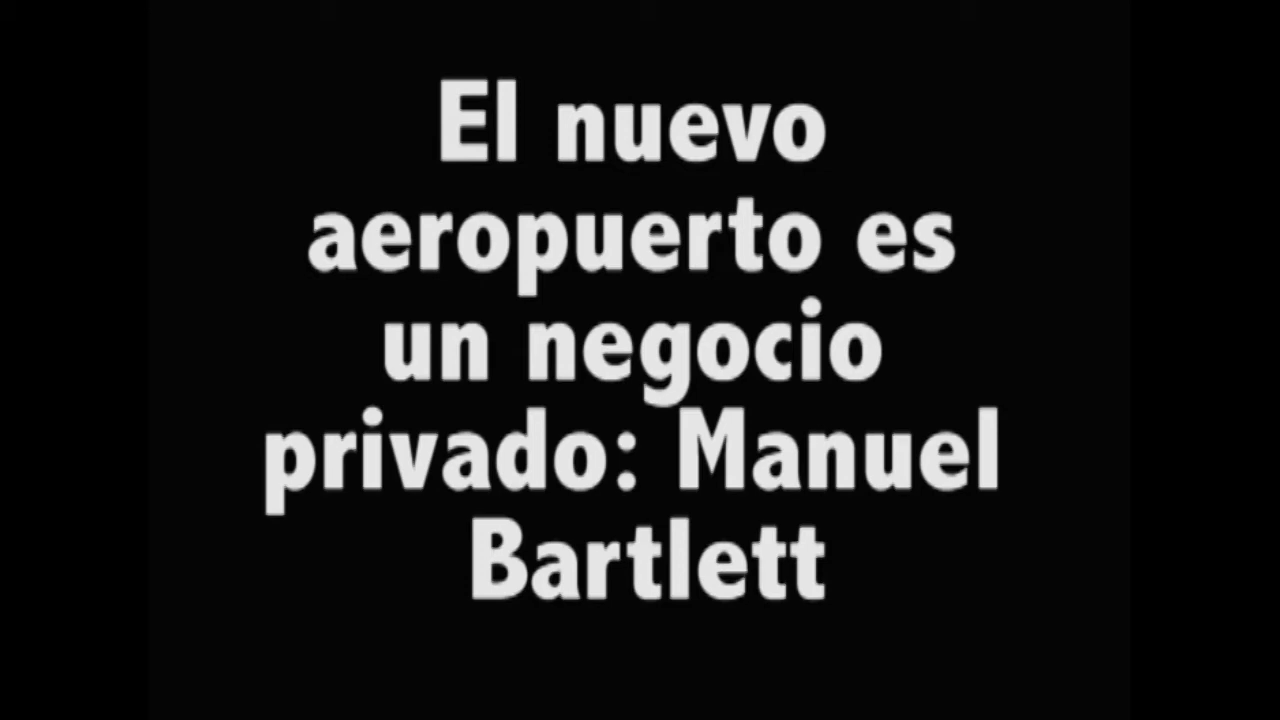 El nuevo
aeropuerto es
un negocio
privado: Manuel
Bartlett